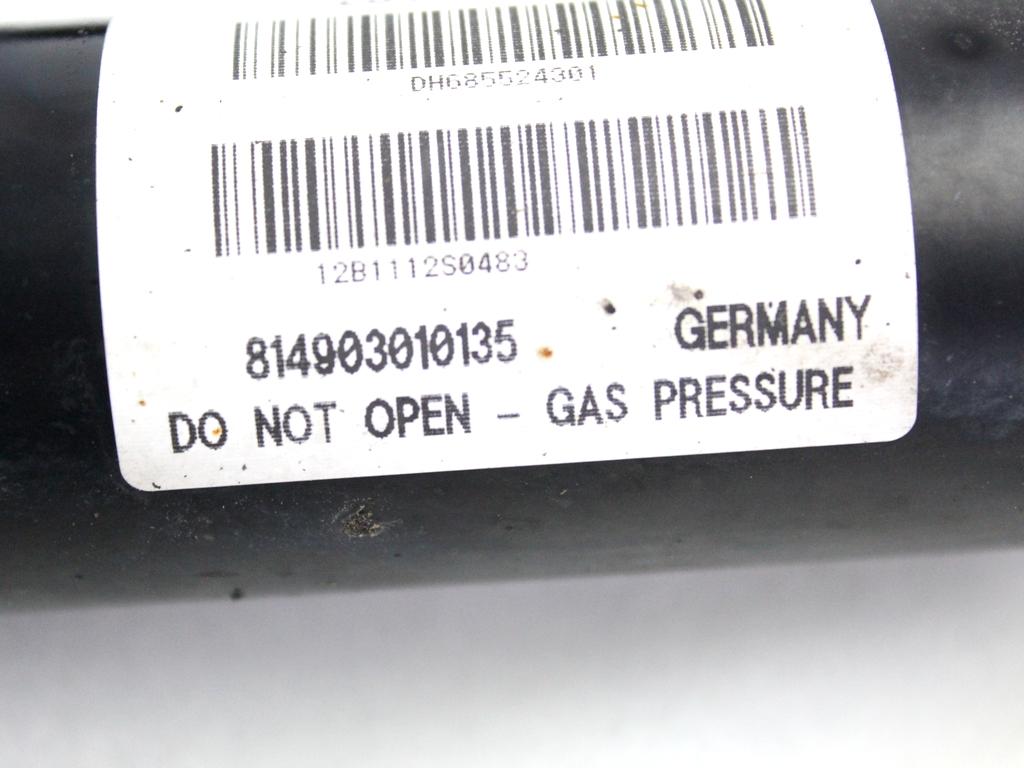 DH685524301
12B1112S0483
814903010135 GERMANY
DO NOT OPEN - GAS PRESSURE